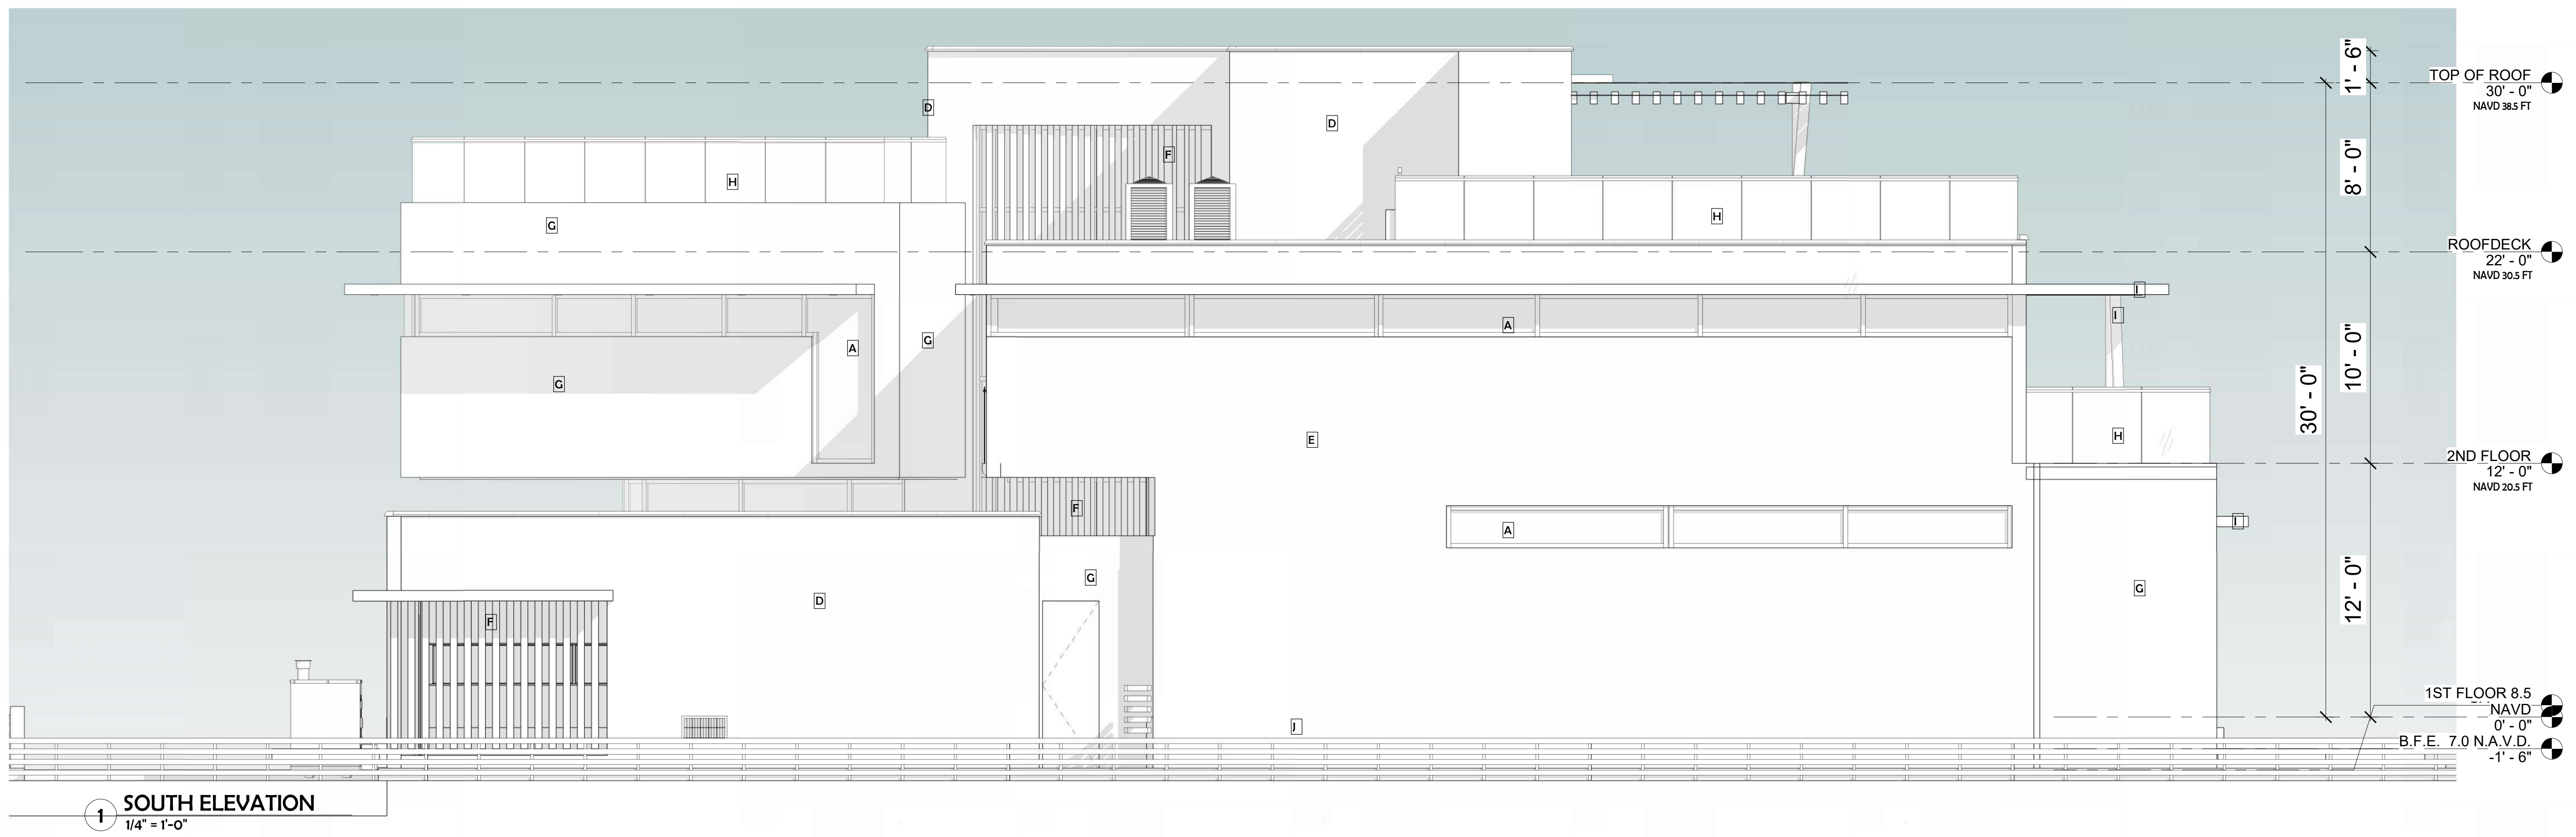 1' - 6"
TOP OF ROOF
30' - 0"
NAVD 38.5 FT
D
D
F
8' - 0"
H
H
G
ROOFDECK
22' - 0"
NAVD 30.5 FT
I
I
A
G
A
10' - 0"
G
30' - 0"
H
E
2ND FLOOR
12' - 0"
NAVD 20.5 FT
F
I
A
G
G
12' - 0"
D
F
1ST FLOOR 8.5
NAVD
0' - 0"
J
B.F.E. 7.0 N.A.V.D.
-1' - 6"
1
SOUTH ELEVATION
1/4" = 1'-0"